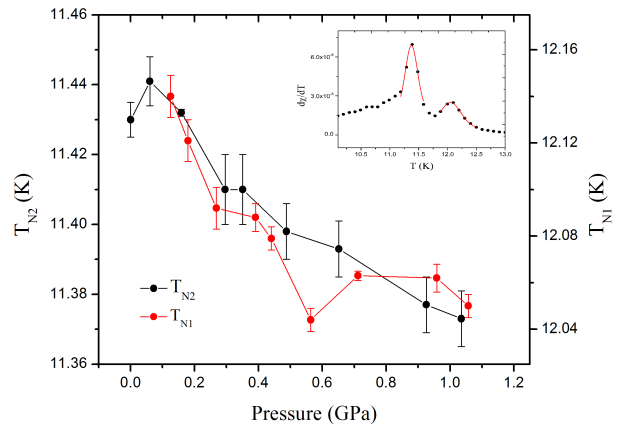 11.46
11.44
11.42
11.40
11.38
11.36
T_N2 (K)
12.16
12.12
12.08
12.04
T_N1 (K)
0.0 0.2 0.4 0.6 0.8 1.0 1.2
Pressure (GPa)
T_N2
T_N1
6.0x10⁻⁶
3.0x10⁻⁶
0.0
dχ/dT
10.5 11.0 11.5 12.0 12.5 13.0
T (K)